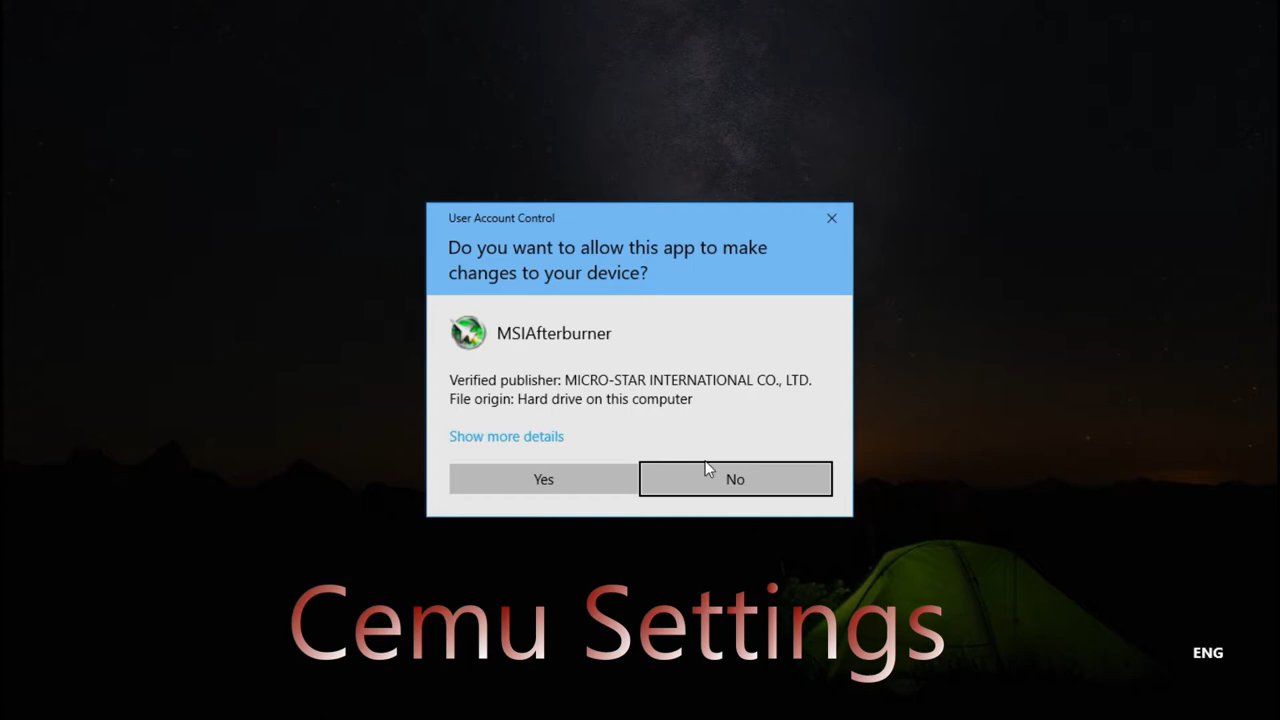 User Account Control
Do you want to allow this app to make
changes to your device?
MSIAfterburner
Verified publisher: MICRO-STAR INTERNATIONAL CO., LTD.
File origin: Hard drive on this computer
Show more details
Yes No
Cemu Settings
ENG